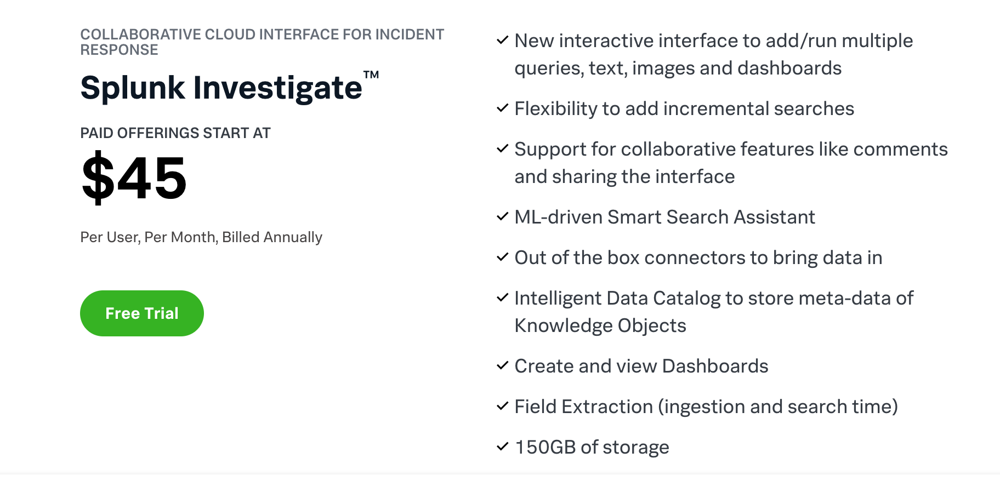 COLLABORATIVE CLOUD INTERFACE FOR INCIDENT
RESPONSE
Splunk Investigate™
PAID OFFERINGS START AT
$45
Per User, Per Month, Billed Annually
Free Trial
New interactive interface to add/run multiple
queries, text, images and dashboards
Flexibility to add incremental searches
Support for collaborative features like comments
and sharing the interface
ML-driven Smart Search Assistant
Out of the box connectors to bring data in
Intelligent Data Catalog to store meta-data of
Knowledge Objects
Create and view Dashboards
Field Extraction (ingestion and search time)
150GB of storage